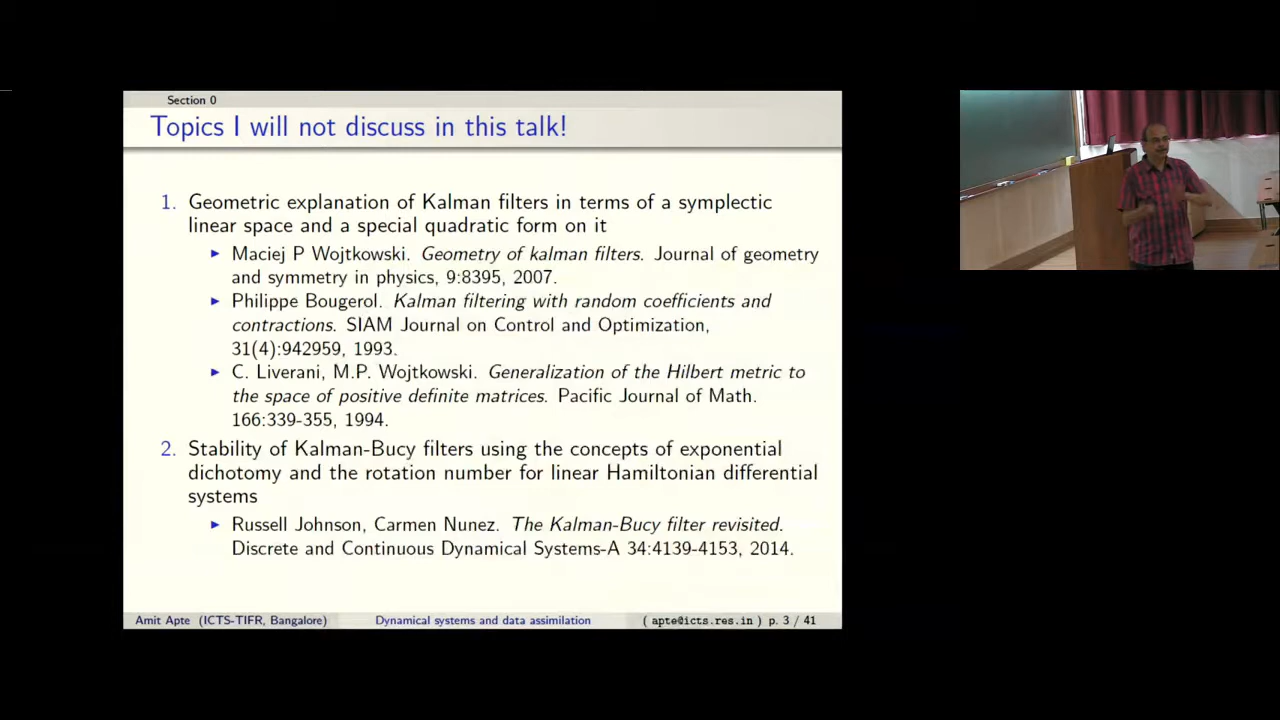 Section 0
Topics I will not discuss in this talk!
1. Geometric explanation of Kalman filters in terms of a symplectic
linear space and a special quadratic form on it
▶ Maciej P Wojtkowski. Geometry of kalman filters. Journal of geometry
and symmetry in physics, 9:8395, 2007.
▶ Philippe Bougerol. Kalman filtering with random coefficients and
contractions. SIAM Journal on Control and Optimization,
31(4):942959, 1993.
▶ C. Liverani, M.P. Wojtkowski. Generalization of the Hilbert metric to
the space of positive definite matrices. Pacific Journal of Math.
166:339-355, 1994.
2. Stability of Kalman-Bucy filters using the concepts of exponential
dichotomy and the rotation number for linear Hamiltonian differential
systems
▶ Russell Johnson, Carmen Nunez. The Kalman-Bucy filter revisited.
Discrete and Continuous Dynamical Systems-A 34:4139-4153, 2014.
Amit Apte (ICTS-TIFR, Bangalore) Dynamical systems and data assimilation ( apte@icts.res.in ) p. 3 / 41